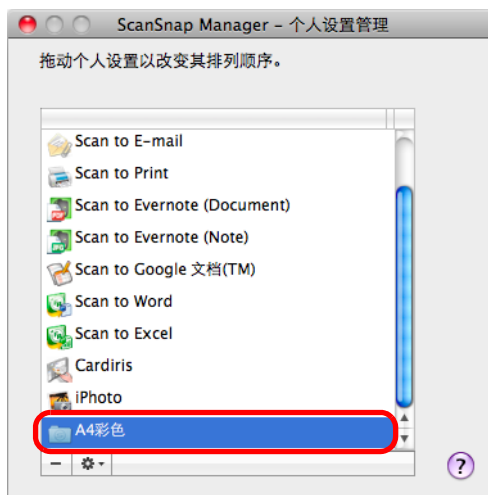 ScanSnap Manager – 个人设置管理
拖动个人设置以改变其排列顺序。
Scan to E-mail
Scan to Print
Scan to Evernote (Document)
Scan to Evernote (Note)
Scan to Google 文档(TM)
Scan to Word
Scan to Excel
Cardiris
iPhoto
A4彩色
?